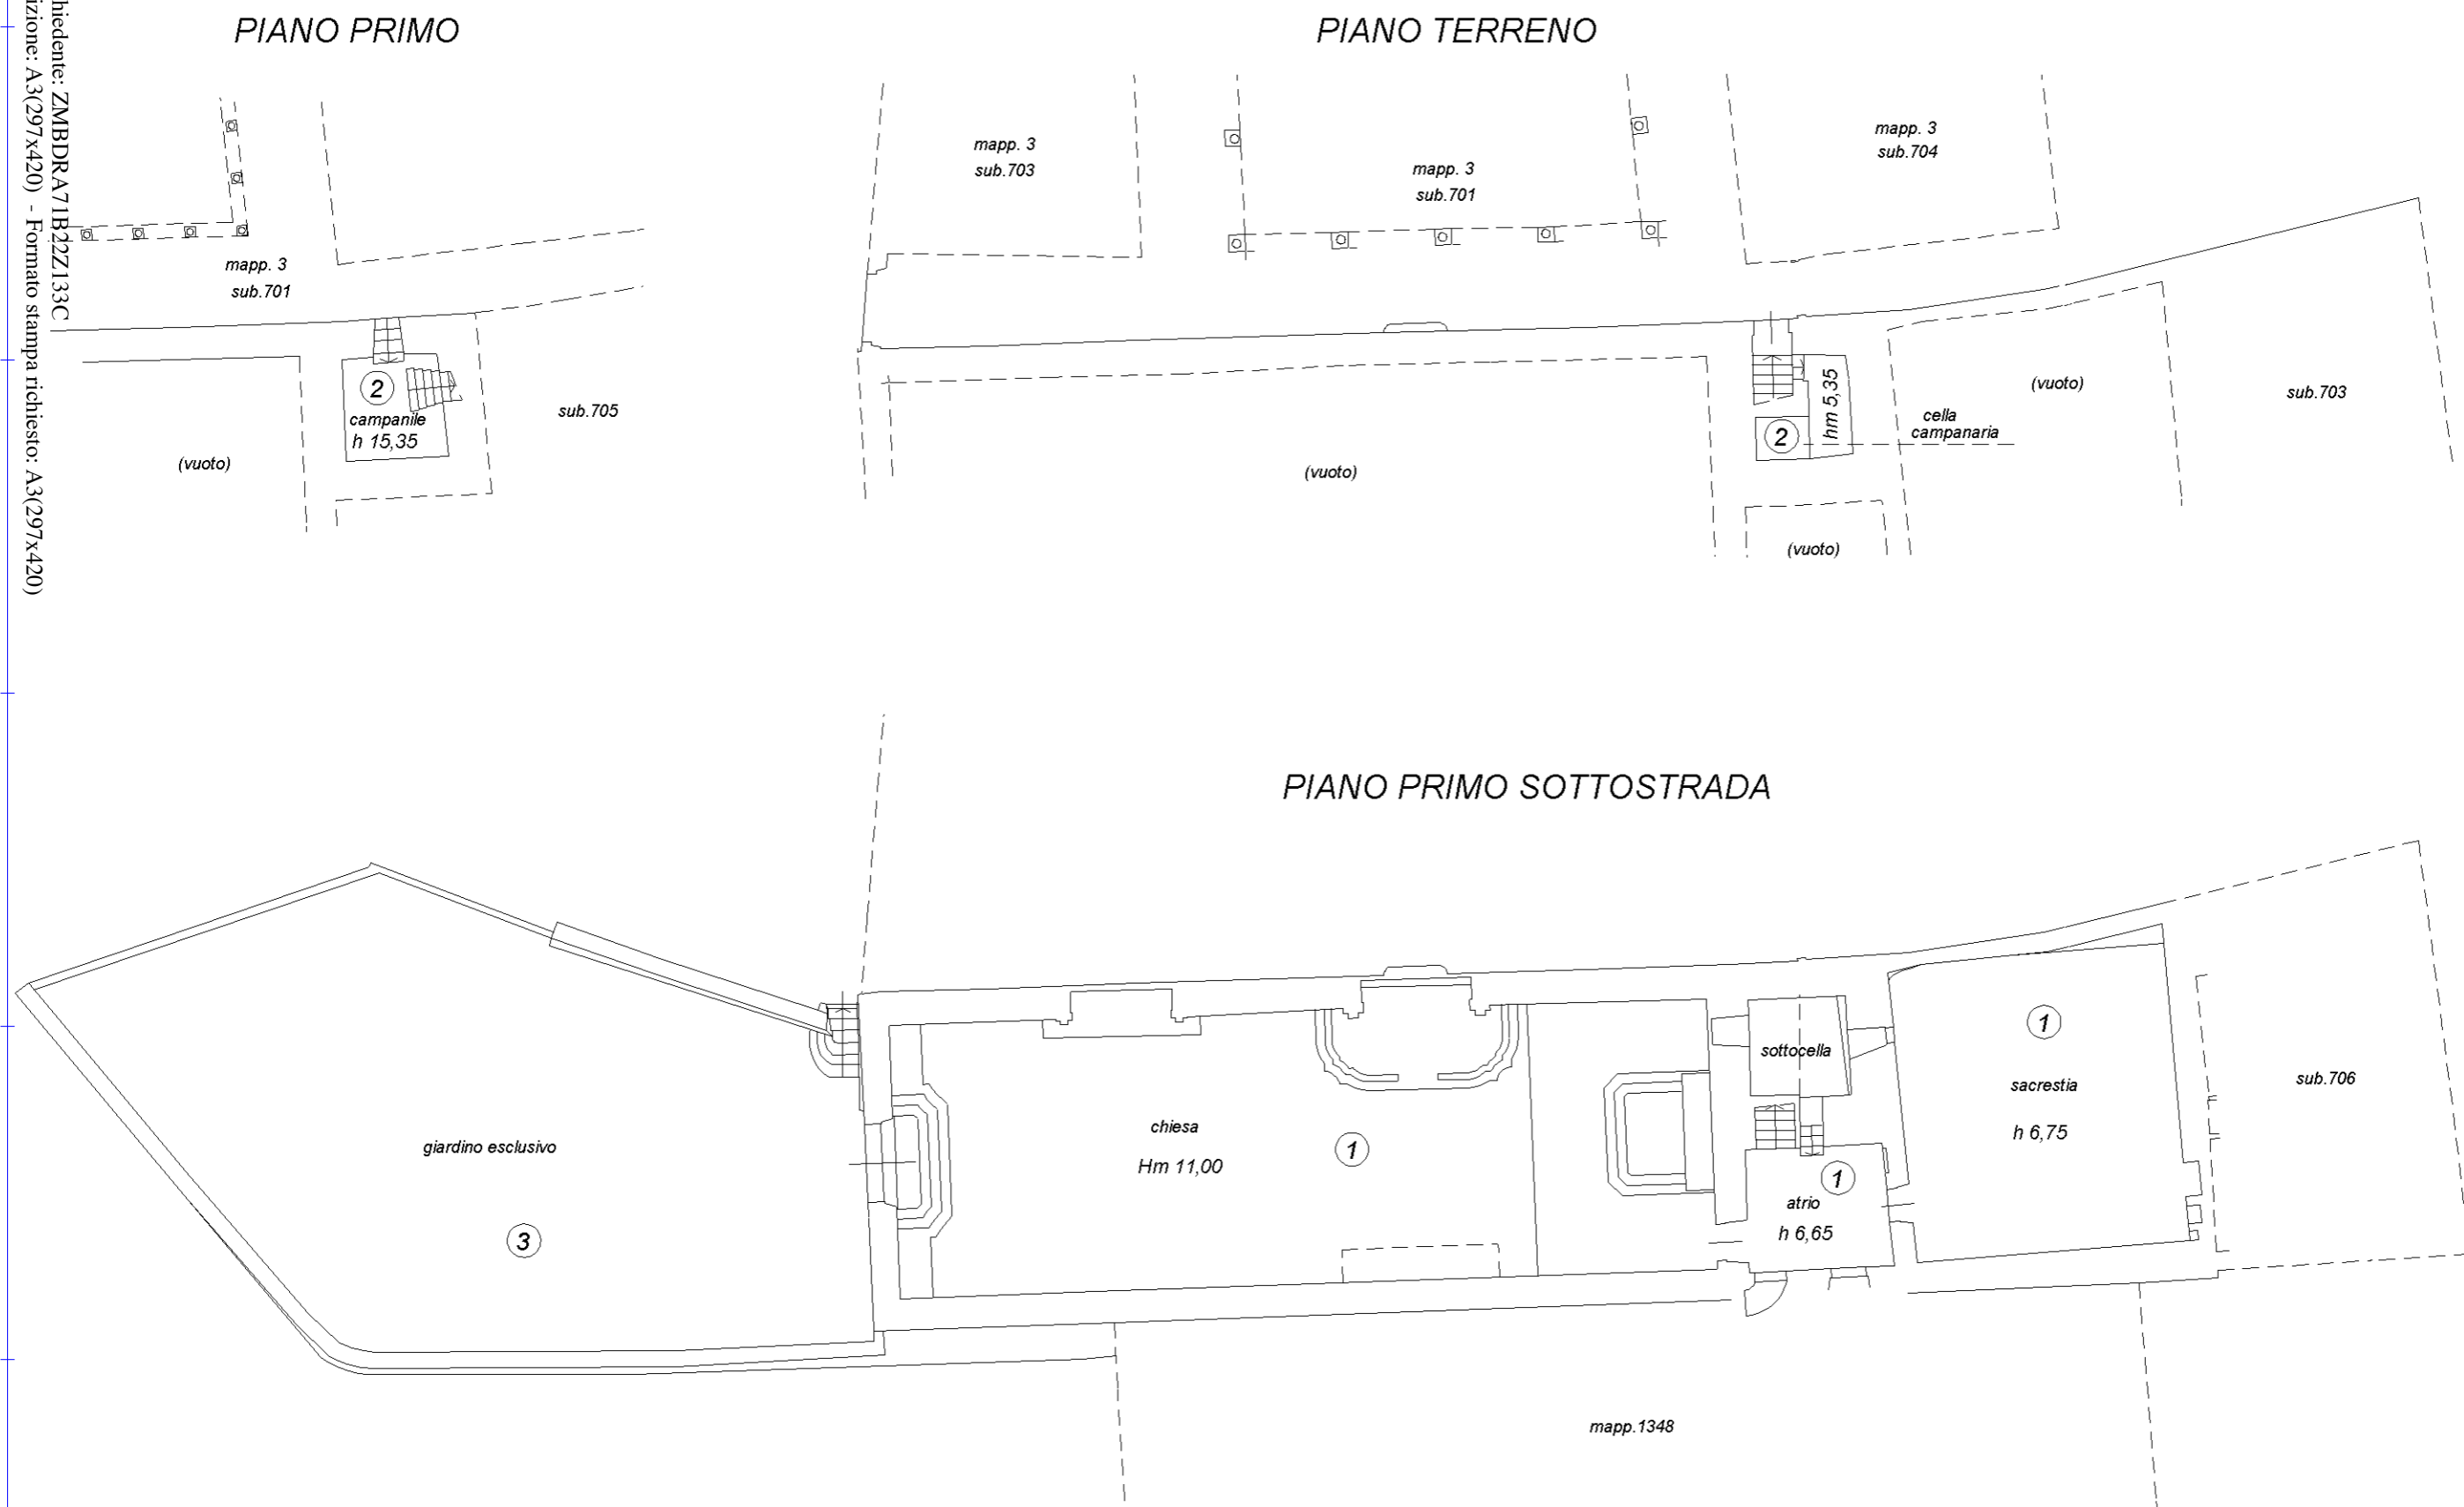 hiedente: ZMBDRA71B22Z133C
izione: A3(297x420) - Formato stampa richiesto: A3(297x420)
PIANO PRIMO
mapp. 3
sub.701
2
campanile
h 15,35
(vuoto)
sub.705
PIANO TERRENO
mapp. 3
sub.703
mapp. 3
sub.701
mapp. 3
sub.704
(vuoto)
2
hm 5,35
cella
campanaria
(vuoto)
sub.703
(vuoto)
PIANO PRIMO SOTTOSTRADA
giardino esclusivo
3
chiesa
Hm 11,00
1
sottocella
1
atrio
h 6,65
1
sacrestia
h 6,75
sub.706
mapp.1348